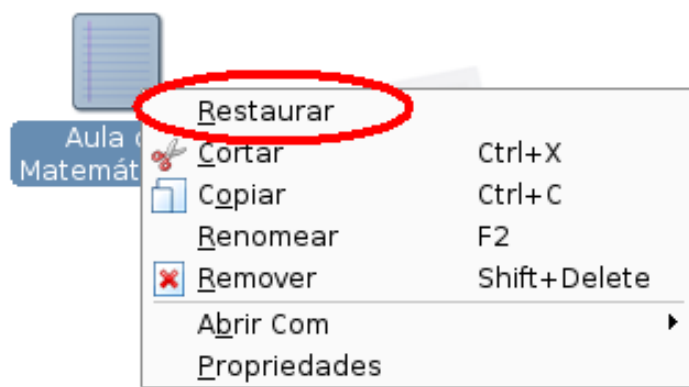 Aula
Matemát
Restaurar
Cortar Ctrl+X
Copiar Ctrl+C
Renomear F2
Remover Shift+Delete
Abrir Com
Propriedades